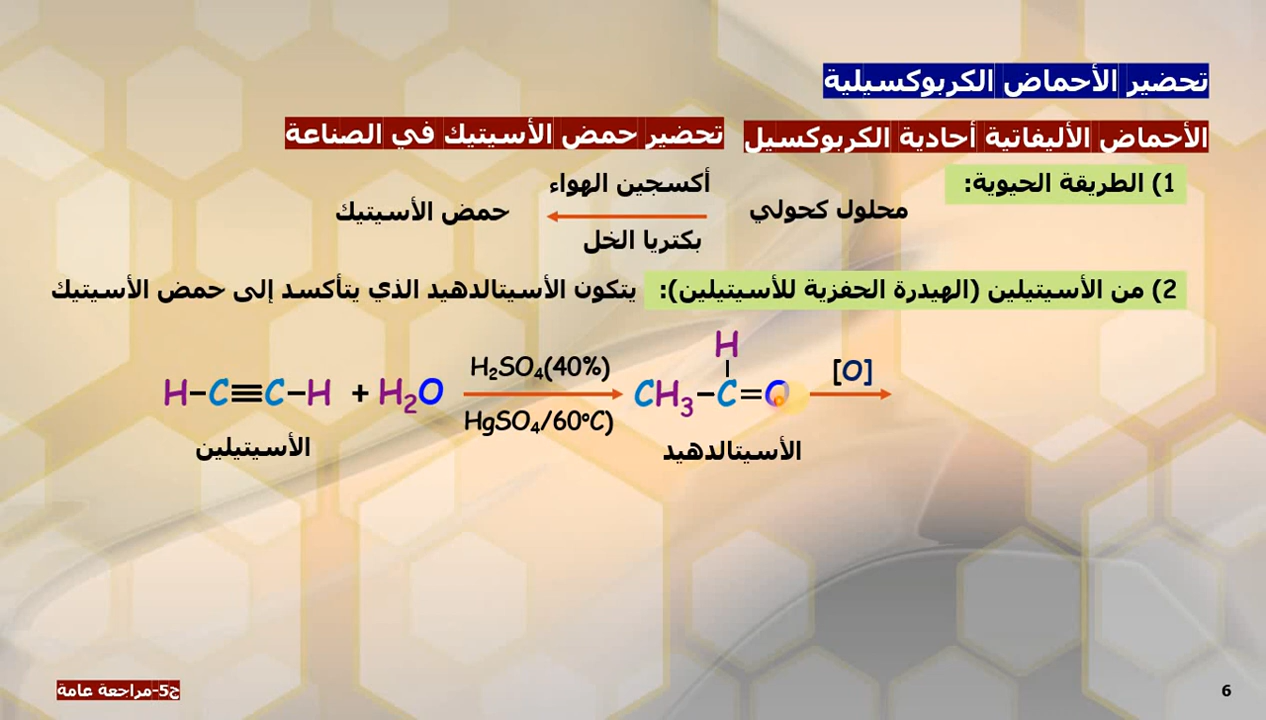 تحضير الأحماض الكربوكسيلية
الأحماض الأليفاتية أحادية الكربوكسيل
تحضير حمض الأسيتيك في الصناعة
1) الطريقة الحيوية:
محلول كحولي
أكسجين الهواء
بكتريا الخل
حمض الأسيتيك
2) من الأسيتيلين (الهيدرة الحفزية للأسيتيلين): يتكون الأسيتالدهيد الذي يتأكسد إلى حمض الأسيتيك
H
H–C≡C–H + H₂O H₂SO₄(40%) CH₃–C=O [O]
HgSO₄/60°C)
الأسيتيلين
الأسيتالدهيد
ج5-مراجعة عامة
6